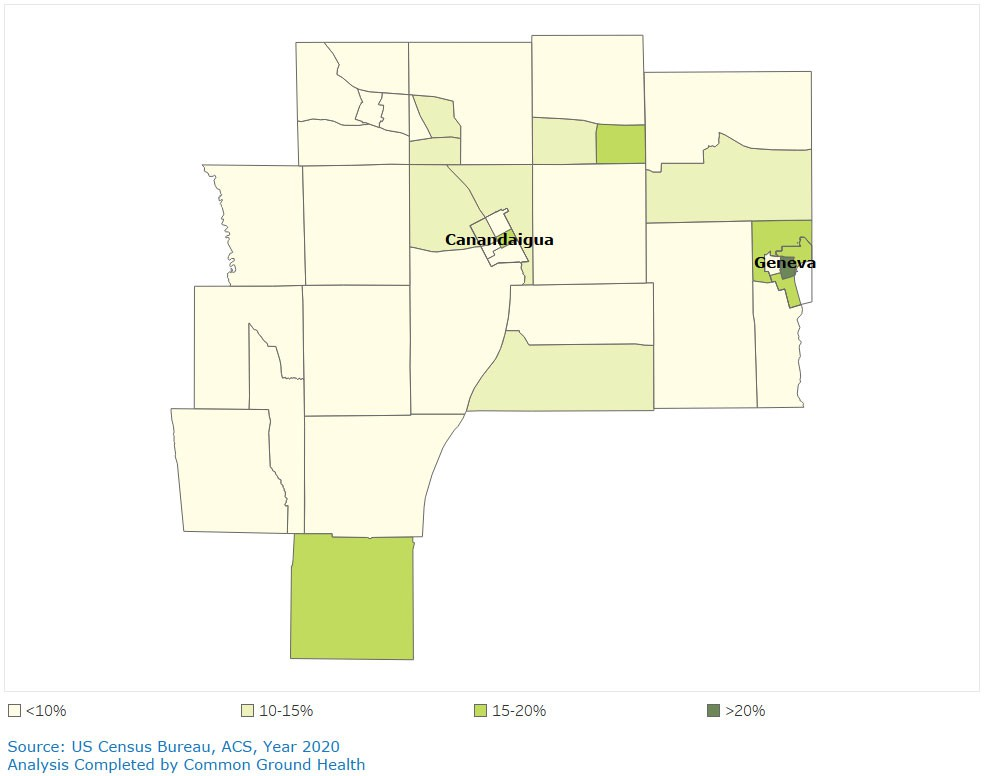 Canandaigua
Geneva
<10%
10-15%
15-20%
>20%
Source: US Census Bureau, ACS, Year 2020
Analysis Completed by Common Ground Health